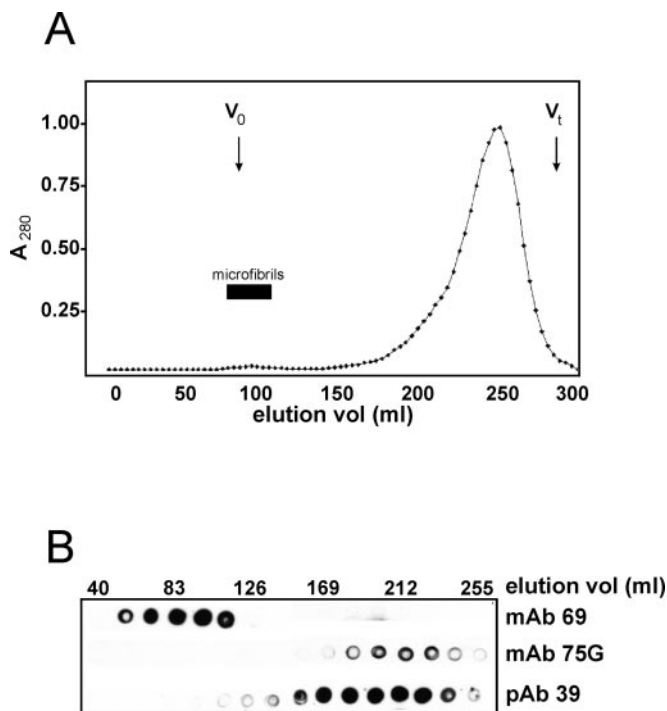 A
V0
Vt
1.00
0.75
0.50
0.25
A280
microfibrils
0 50 100 150 200 250 300
elution vol (ml)
B
40 83 126 169 212 255 elution vol (ml)
mAb 69
mAb 75G
pAb 39